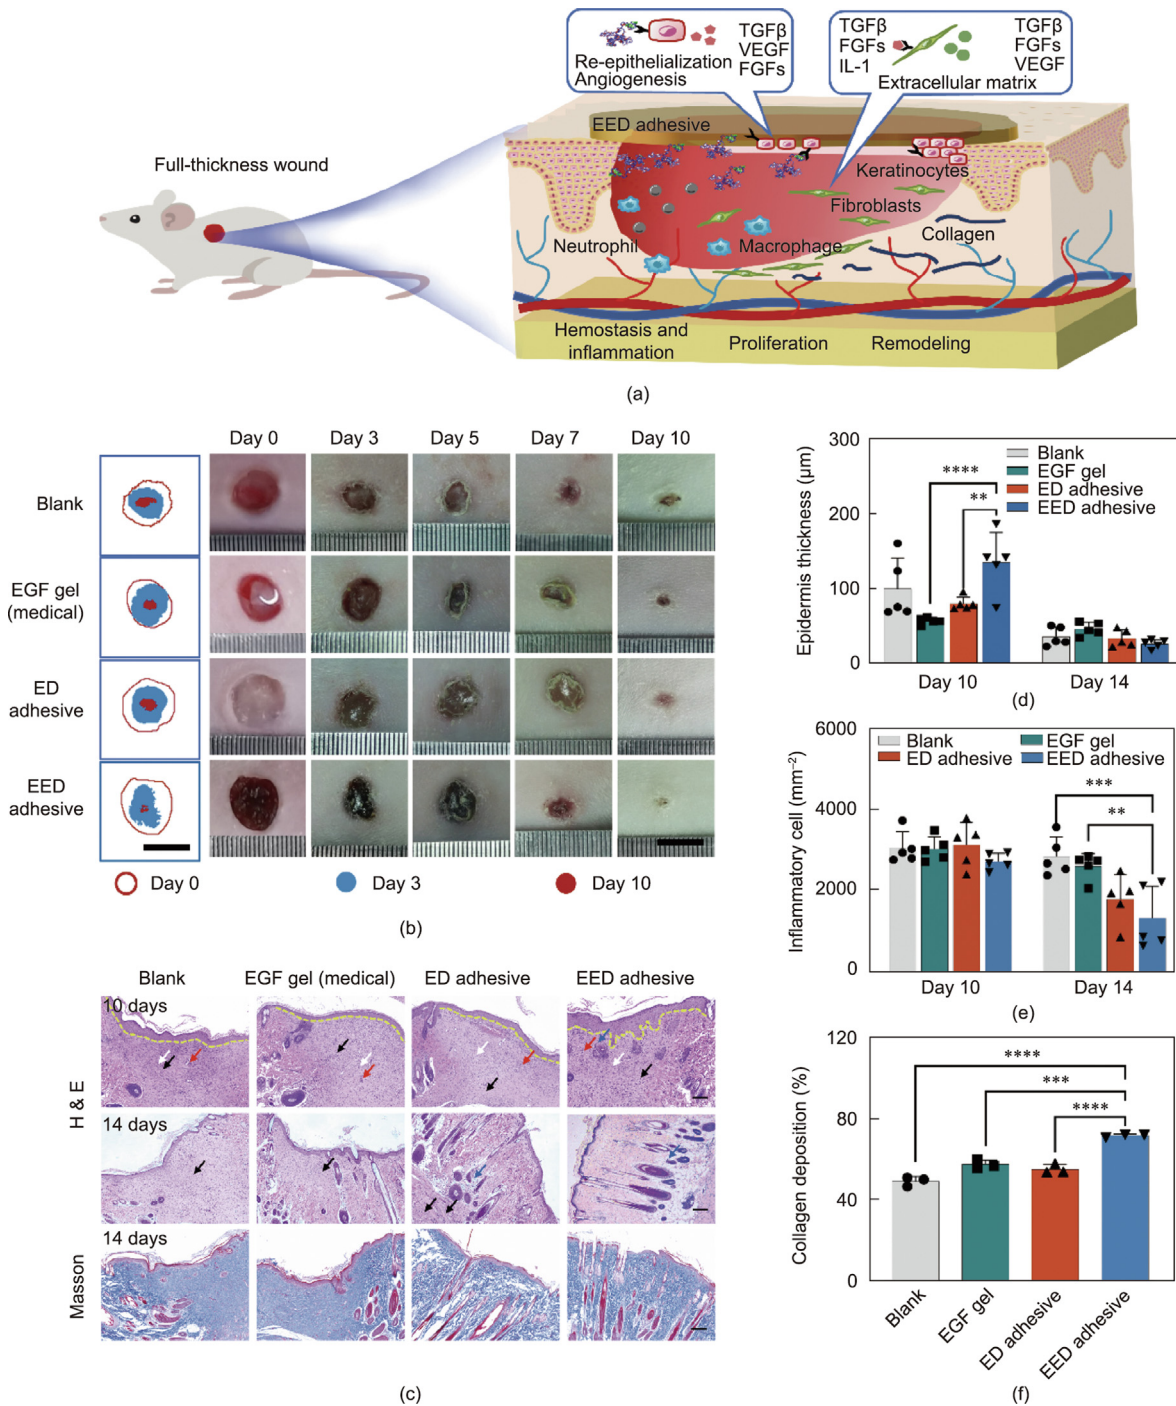 Re-epithelialization
Angiogenesis
TGFβ
VEGF
FGFs
TGFβ
FGFs
IL-1
TGFβ
FGFs
VEGF
Extracellular matrix
EED adhesive
Full-thickness wound
Keratinocytes
Fibroblasts
Collagen
Neutrophil
Macrophage
Hemostasis and
inflammation
Proliferation
Remodeling
(a)
Day 0
Day 3
Day 5
Day 7
Day 10
Blank
EGF gel
(medical)
ED
adhesive
EED
adhesive
Day 0
Day 3
Day 10
(b)
Blank
EGF gel (medical)
ED adhesive
EED adhesive
10 days
H & E
14 days
14 days
Masson
(c)
Epidermis thickness (μm)
300
200
100
0
Blank
EGF gel
ED adhesive
EED adhesive
****
**
Day 10
Day 14
(d)
Inflammatory cell (mm⁻²)
6000
4000
2000
0
Blank
EGF gel
ED adhesive
EED adhesive
***
**
Day 10
Day 14
(e)
Collagen deposition (%)
120
80
40
0
****
***
****
Blank
EGF gel
ED adhesive
EED adhesive
(f)